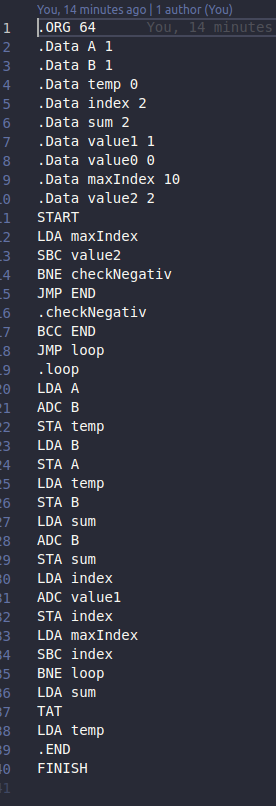 You, 14 minutes ago | 1 author (You)
1 .ORG 64 You, 14 minutes
2 .Data A 1
3 .Data B 1
4 .Data temp 0
5 .Data index 2
6 .Data sum 2
7 .Data value1 1
8 .Data value0 0
9 .Data maxIndex 10
10 .Data value2 2
11 START
12 LDA maxIndex
13 SBC value2
14 BNE checkNegativ
15 JMP END
16 .checkNegativ
17 BCC END
18 JMP loop
19 .loop
20 LDA A
21 ADC B
22 STA temp
23 LDA B
24 STA A
25 LDA temp
26 STA B
27 LDA sum
28 ADC B
29 STA sum
30 LDA index
31 ADC value1
32 STA index
33 LDA maxIndex
34 SBC index
35 BNE loop
36 LDA sum
37 TAT
38 LDA temp
39 .END
40 FINISH
41